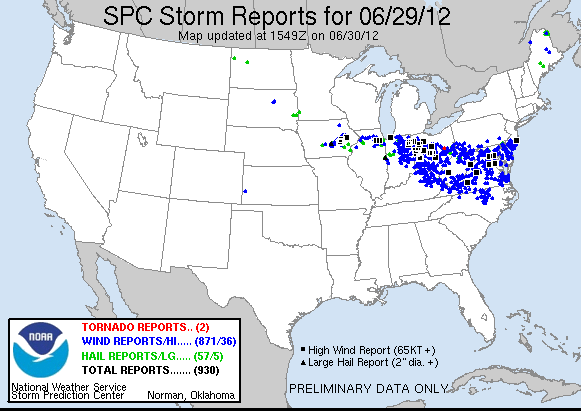 SPC Storm Reports for 06/29/12
Map updated at 1549Z on 06/30/12
TORNADO REPORTS.. (2)
WIND REPORTS/HI..... (871/36)
HAIL REPORTS/LG..... (57/5)
TOTAL REPORTS....... (930)
NOAA
National Weather Service
Storm Prediction Center Norman, Oklahoma
High Wind Report (65KT +)
Large Hail Report (2" dia. +)
PRELIMINARY DATA ONLY